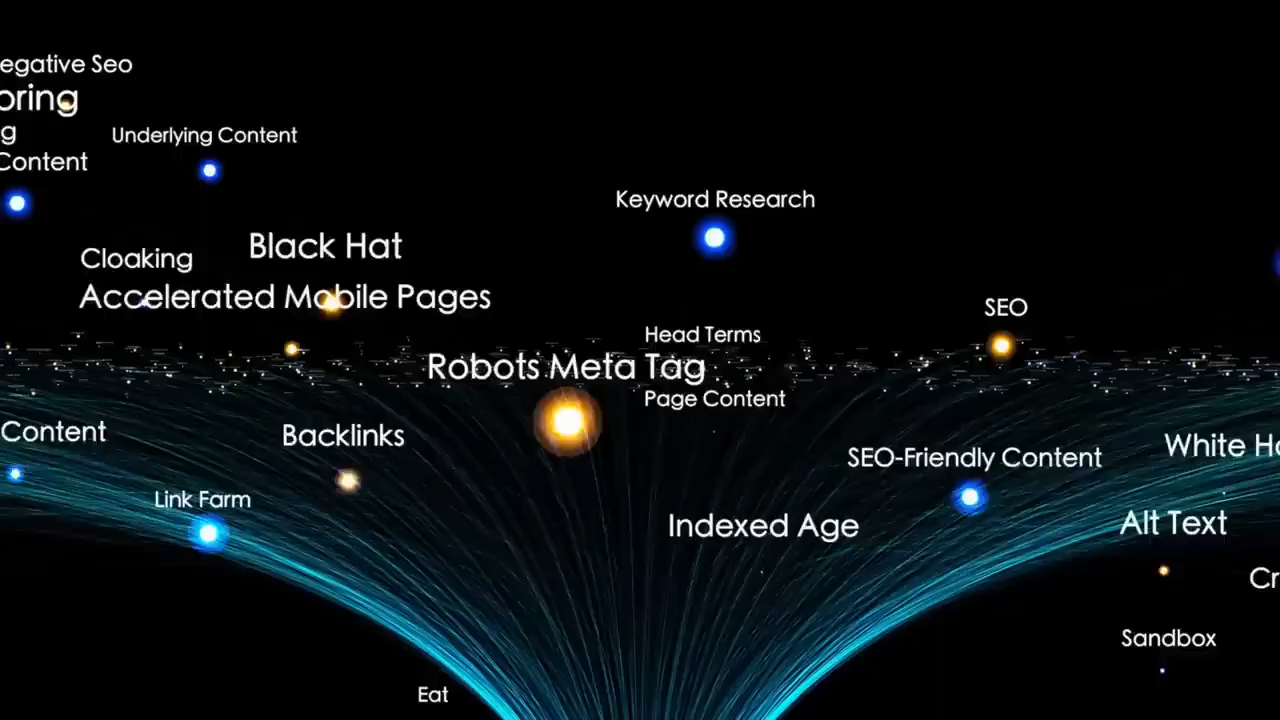 egative Seo
oring
g
Underlying Content
Content
Keyword Research
Black Hat
Cloaking
Accelerated Mobile Pages
SEO
Head Terms
Robots Meta Tag
Page Content
Content
Backlinks
White Ha
SEO-Friendly Content
Link Farm
Alt Text
Indexed Age
Cr
Sandbox
Eat